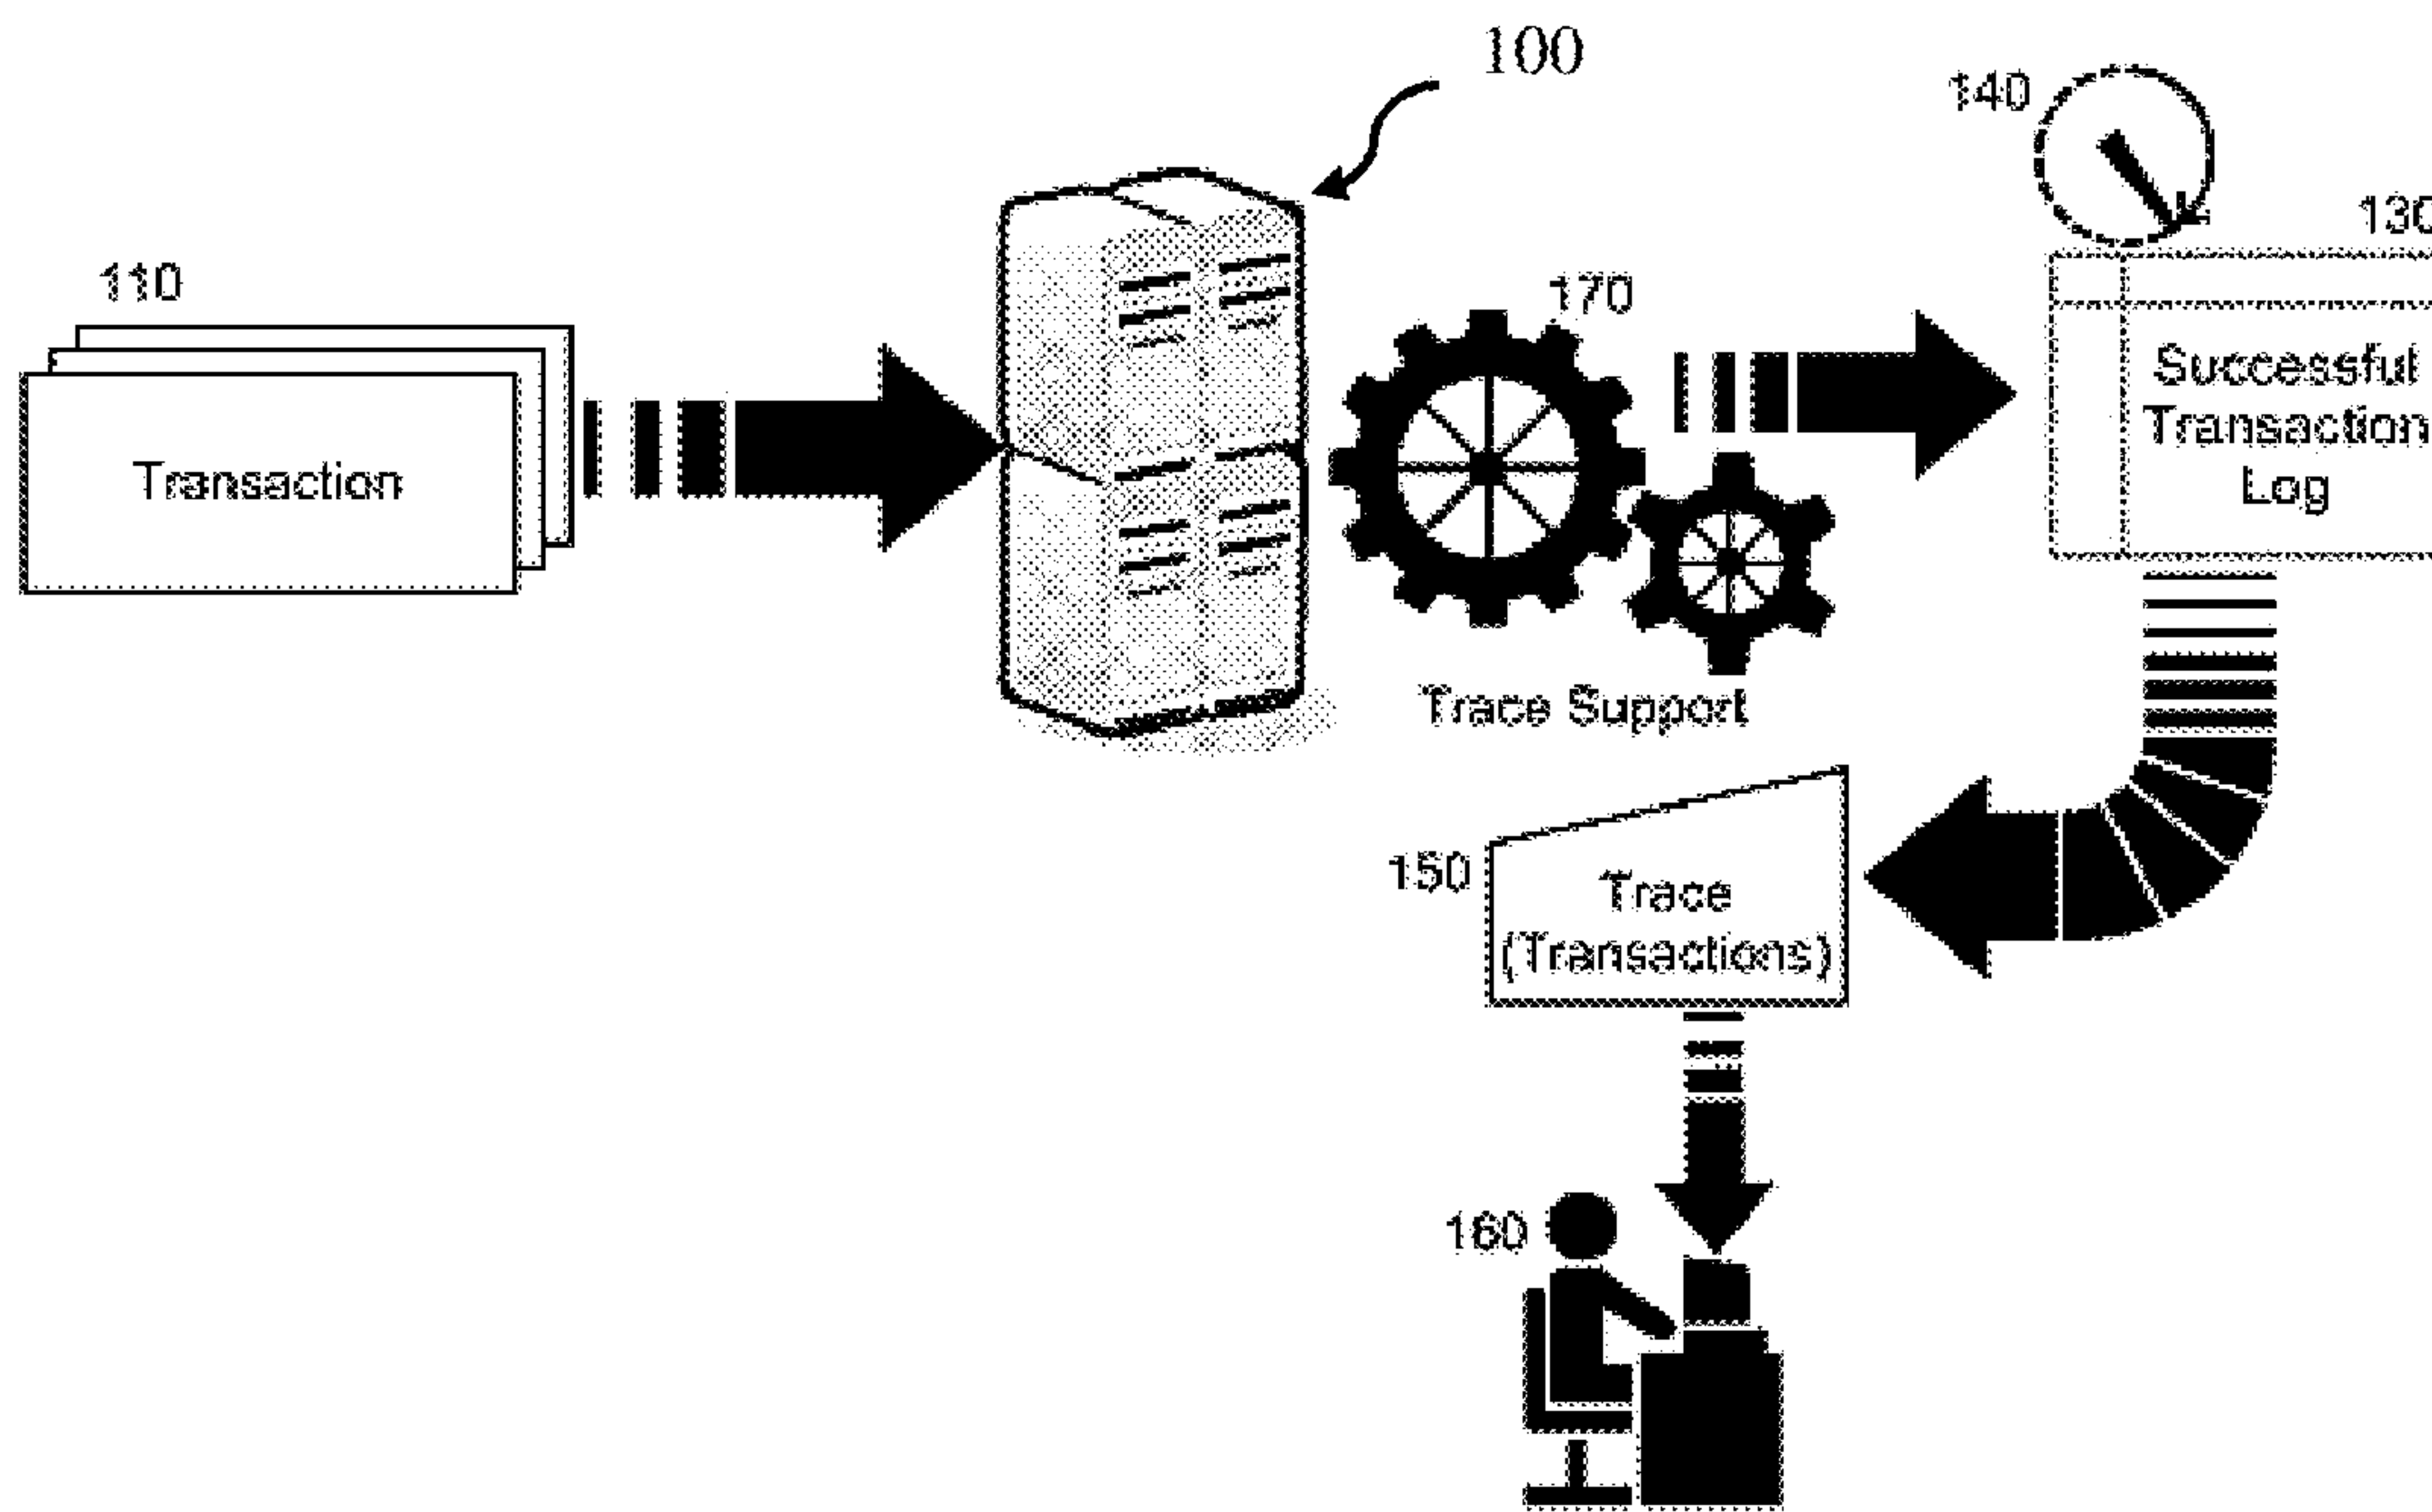 100
140
130
110
170
Successful
Transaction
Log
Transaction
Trace Support
150
Trace
(Transactions)
160